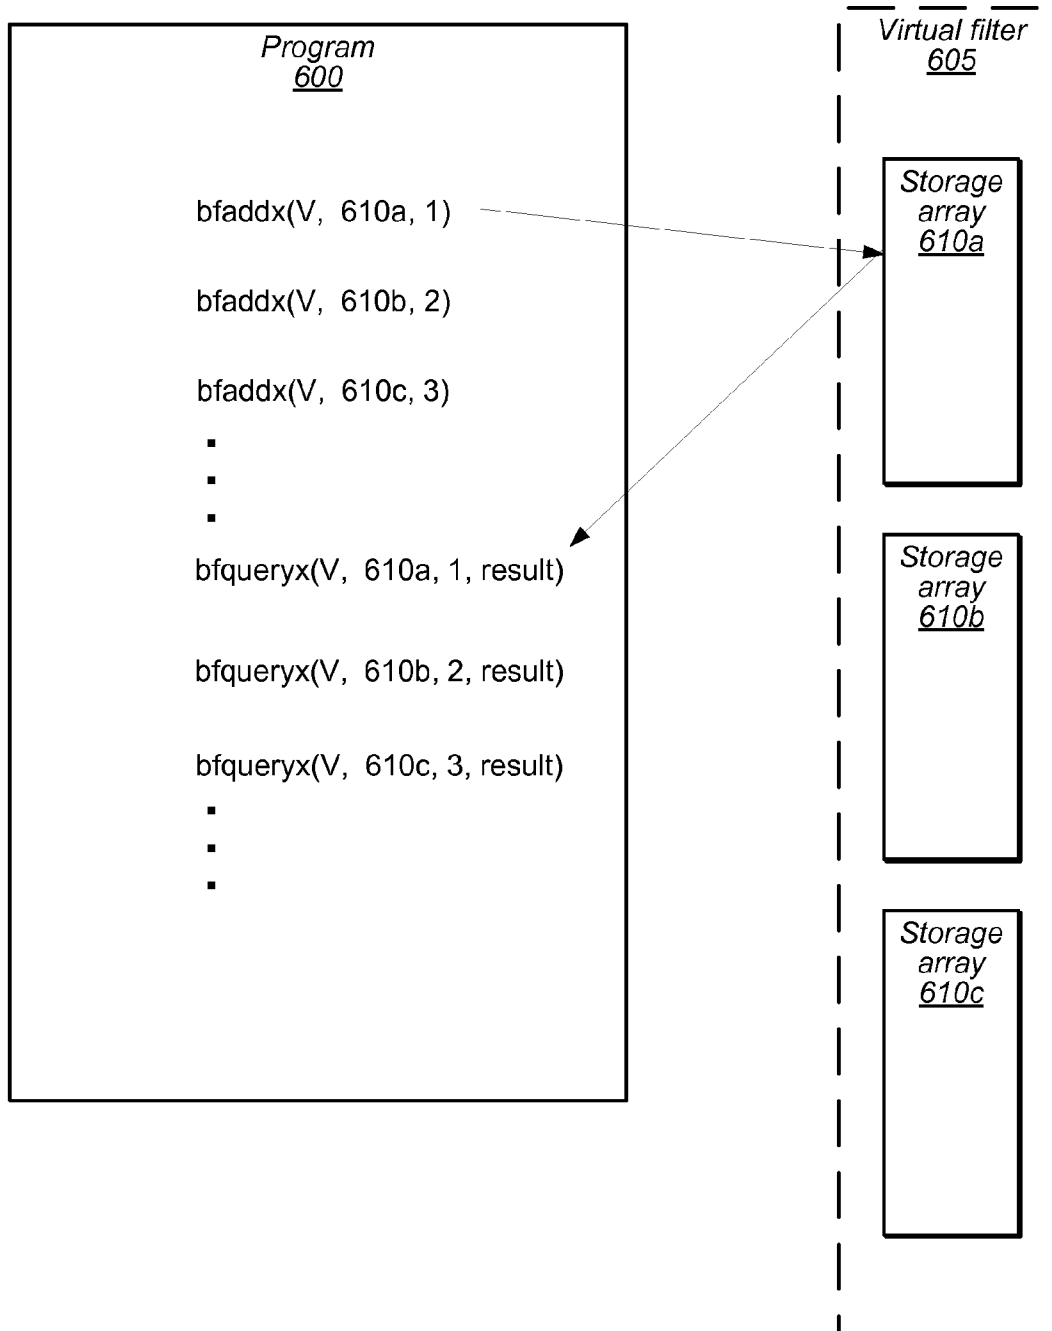 Program
600
bfaddx(V, 610a, 1)
bfaddx(V, 610b, 2)
bfaddx(V, 610c, 3)
bfqueryx(V, 610a, 1, result)
bfqueryx(V, 610b, 2, result)
bfqueryx(V, 610c, 3, result)
Virtual filter
605
Storage
array
610a
Storage
array
610b
Storage
array
610c